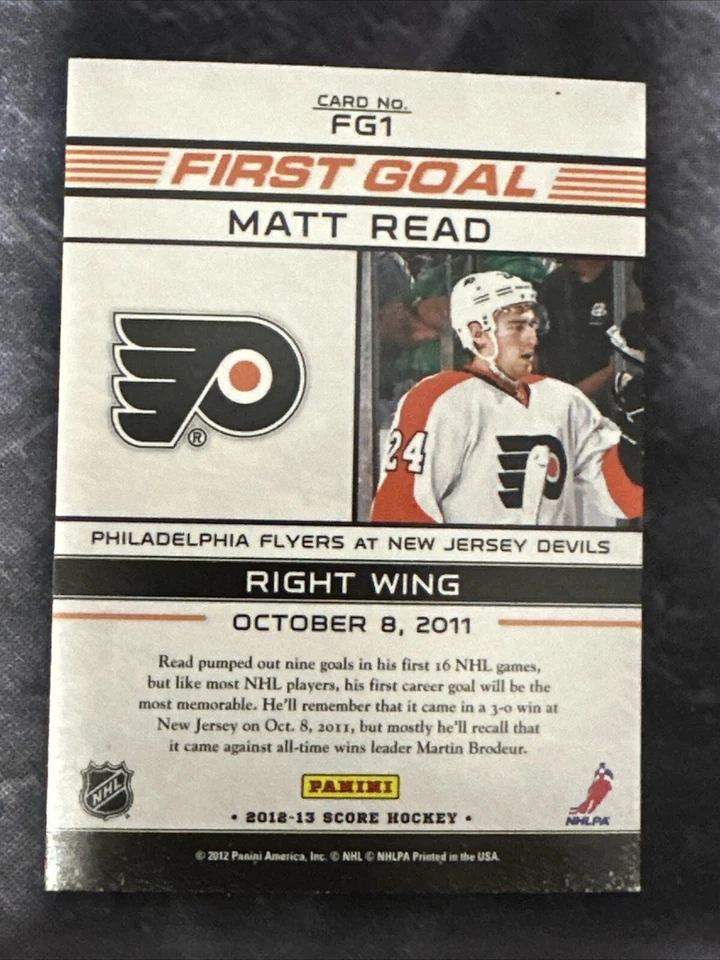 CARD No.
FG1
FIRST GOAL
MATT READ
®
24
PHILADELPHIA FLYERS AT NEW JERSEY DEVILS
RIGHT WING
OCTOBER 8, 2011
Read pumped out nine goals in his first 16 NHL games,
but like most NHL players, his first career goal will be the
most memorable. He'll remember that it came in a 3-0 win at
New Jersey on Oct. 8, 2011, but mostly he'll recall that
it came against all-time wins leader Martin Brodeur.
NHL
PANINI
NHLPA
• 2012-13 SCORE HOCKEY •
© 2012 Panini America, Inc. © NHL © NHLPA Printed in the USA.